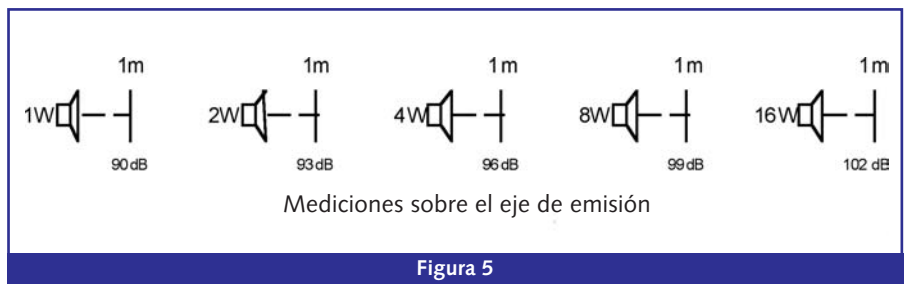 1m 1m 1m 1m 1m
1W 2W 4W 8W 16W
90dB 93dB 96dB 99dB 102 dB
Mediciones sobre el eje de emisión
Figura 5